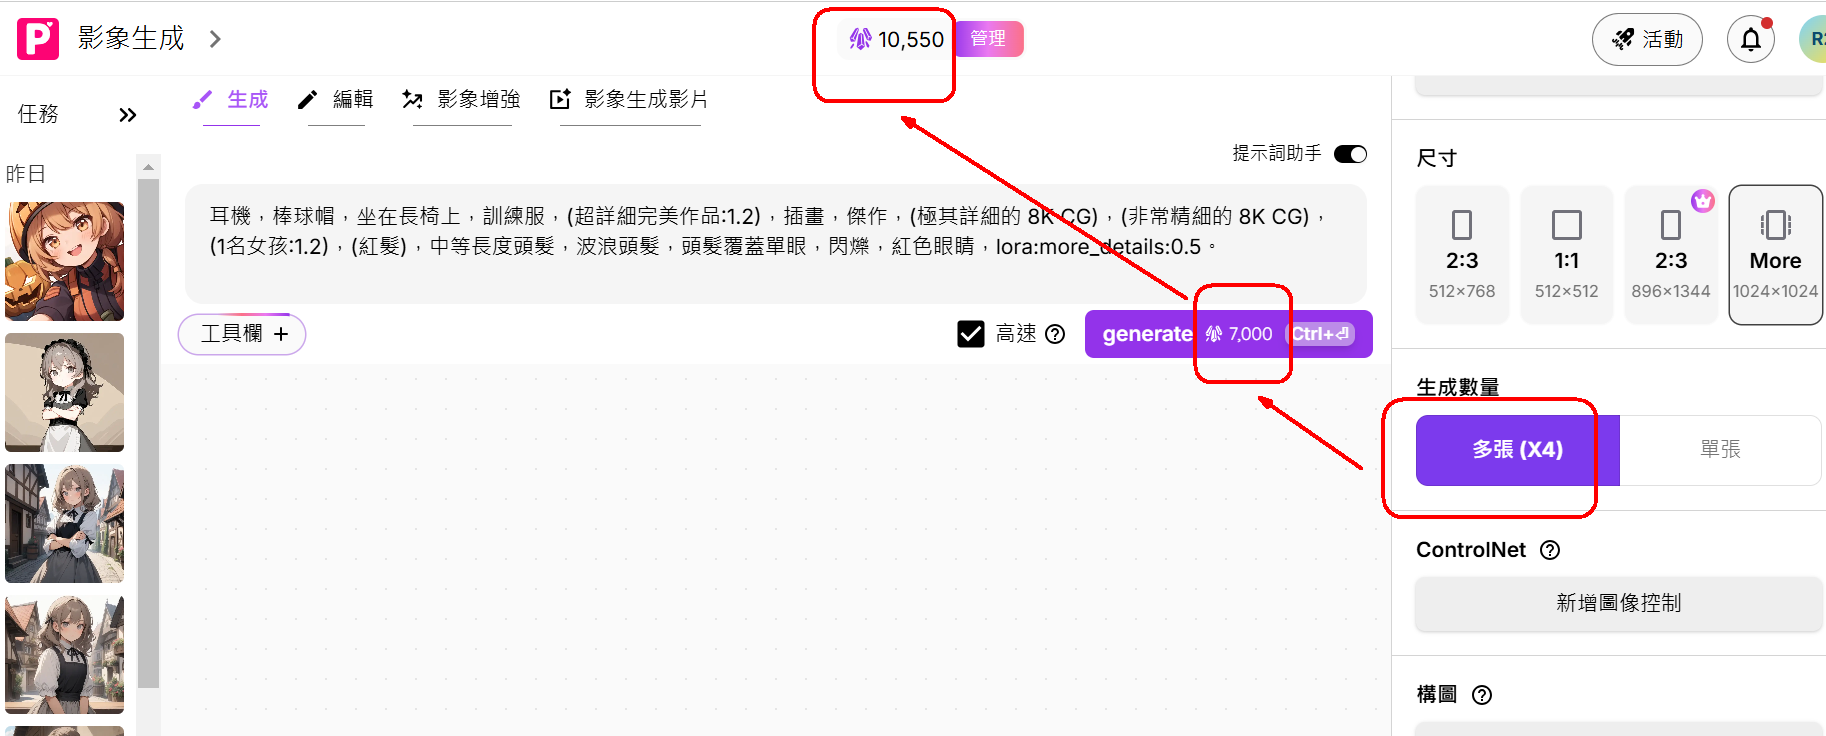 P
影象生成
10,550
管理
活動
R
任務
生成
編輯
影象增強
影象生成影片
昨日
提示詞助手
耳機，棒球帽，坐在長椅上，訓練服，(超詳細完美作品:1.2)，插畫，傑作，(極其詳細的 8K CG)，(非常精細的 8K CG)，
(1名女孩:1.2)，(紅髮)，中等長度頭髮，波浪頭髮，頭髮覆蓋單眼，閃爍，紅色眼睛，lora:more_details:0.5。
工具欄 +
高速
generate 7,000 Ctrl+⏎
尺寸
2:3
512×768
1:1
512×512
2:3
896×1344
More
1024×1024
生成數量
多張 (X4)
單張
ControlNet
新增圖像控制
構圖